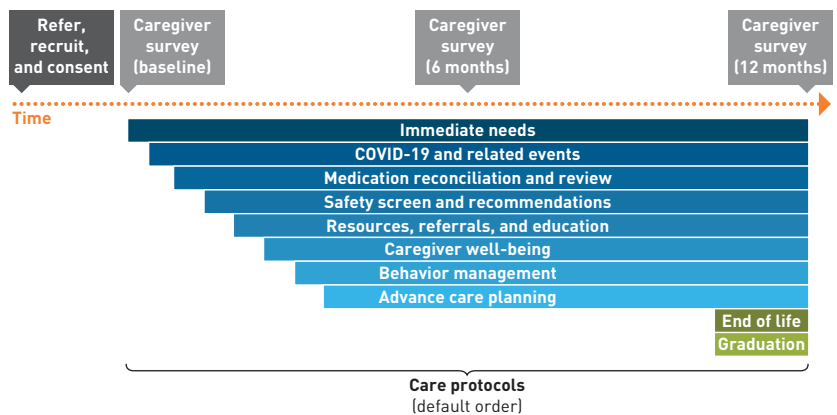 Refer,
recruit,
and consent
Caregiver
survey
(baseline)
Caregiver
survey
(6 months)
Caregiver
survey
(12 months)
Time
Immediate needs
COVID-19 and related events
Medication reconciliation and review
Safety screen and recommendations
Resources, referrals, and education
Caregiver well-being
Behavior management
Advance care planning
End of life
Graduation
Care protocols
(default order)